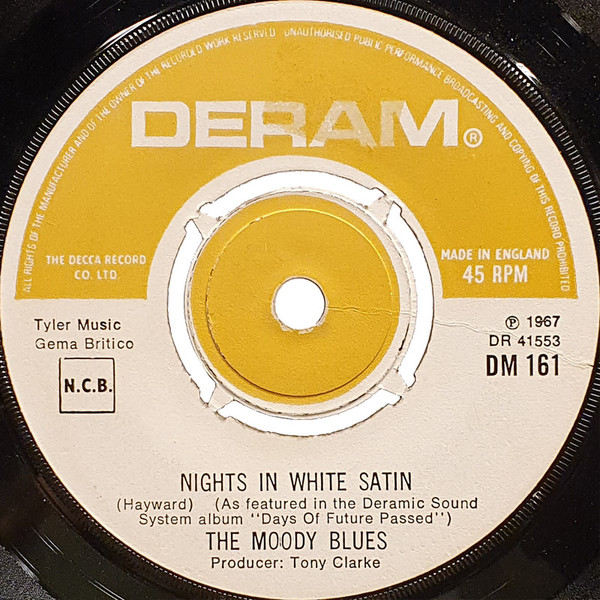 ALL RIGHTS OF THE MANUFACTURER AND OF THE OWNER OF THE RECORDED WORK RESERVED UNAUTHORISED PUBLIC PERFORMANCE BROADCASTING AND COPYING OF THIS RECORD PROHIBITED
DERAM®
THE DECCA RECORD
CO. LTD.
MADE IN ENGLAND
45 RPM
Tyler Music
Gema Britico
N.C.B.
℗ 1967
DR 41553
DM 161
NIGHTS IN WHITE SATIN
(Hayward) (As featured in the Deramic Sound
System album "Days Of Future Passed")
THE MOODY BLUES
Producer: Tony Clarke